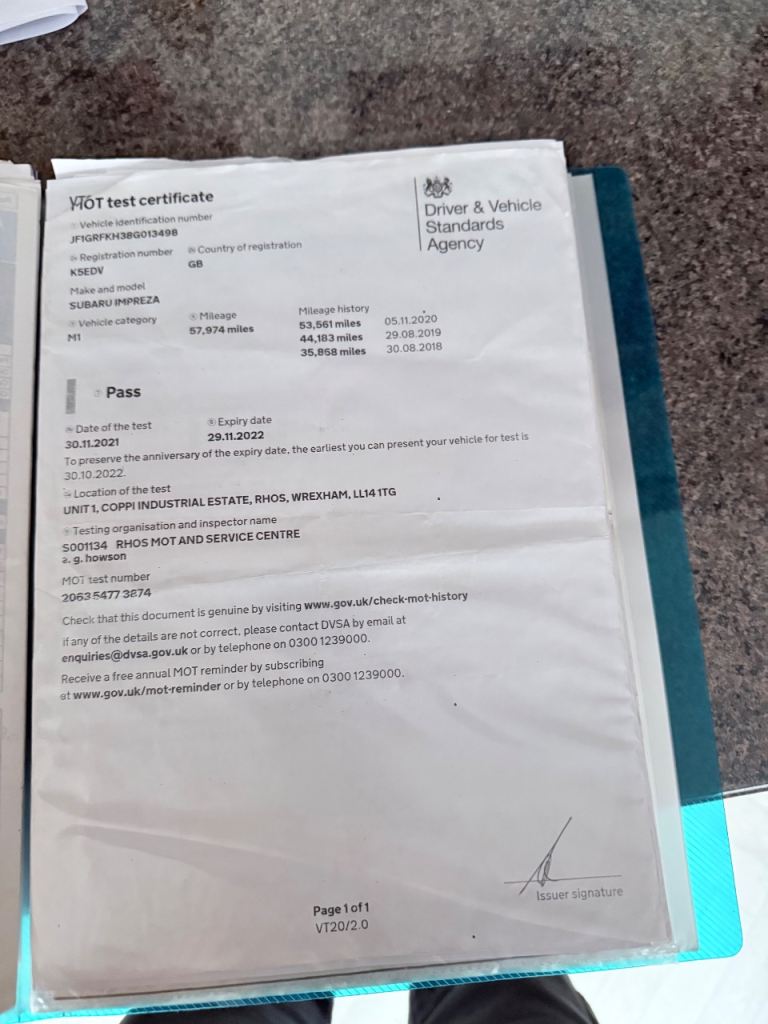 MOT test certificate
Driver & Vehicle
Standards
Agency
Vehicle identification number
JF1GRFKH38G013498
Registration number
Country of registration
K5EDV
GB
Make and model
SUBARU IMPREZA
Vehicle category
Mileage
Mileage history
M1
57,974 miles
53,561 miles 05.11.2020
44,183 miles 29.08.2019
35,858 miles 30.08.2018
Pass
Date of the test
Expiry date
30.11.2021
29.11.2022
To preserve the anniversary of the expiry date, the earliest you can present your vehicle for test is
30.10.2022.
Location of the test
UNIT 1, COPPI INDUSTRIAL ESTATE, RHOS, WREXHAM, LL14 1TG
Testing organisation and inspector name
S001134 RHOS MOT AND SERVICE CENTRE
a. g. howson
MOT test number
2063 5477 3874
Check that this document is genuine by visiting www.gov.uk/check-mot-history
if any of the details are not correct, please contact DVSA by email at
enquiries@dvsa.gov.uk or by telephone on 0300 1239000.
Receive a free annual MOT reminder by subscribing
at www.gov.uk/mot-reminder or by telephone on 0300 1239000.
Issuer signature
Page 1 of 1
VT20/2.0